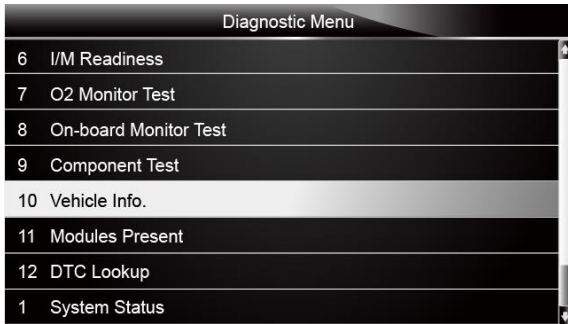 Diagnostic Menu
6 I/M Readiness
7 O2 Monitor Test
8 On-board Monitor Test
9 Component Test
10 Vehicle Info.
11 Modules Present
12 DTC Lookup
1 System Status